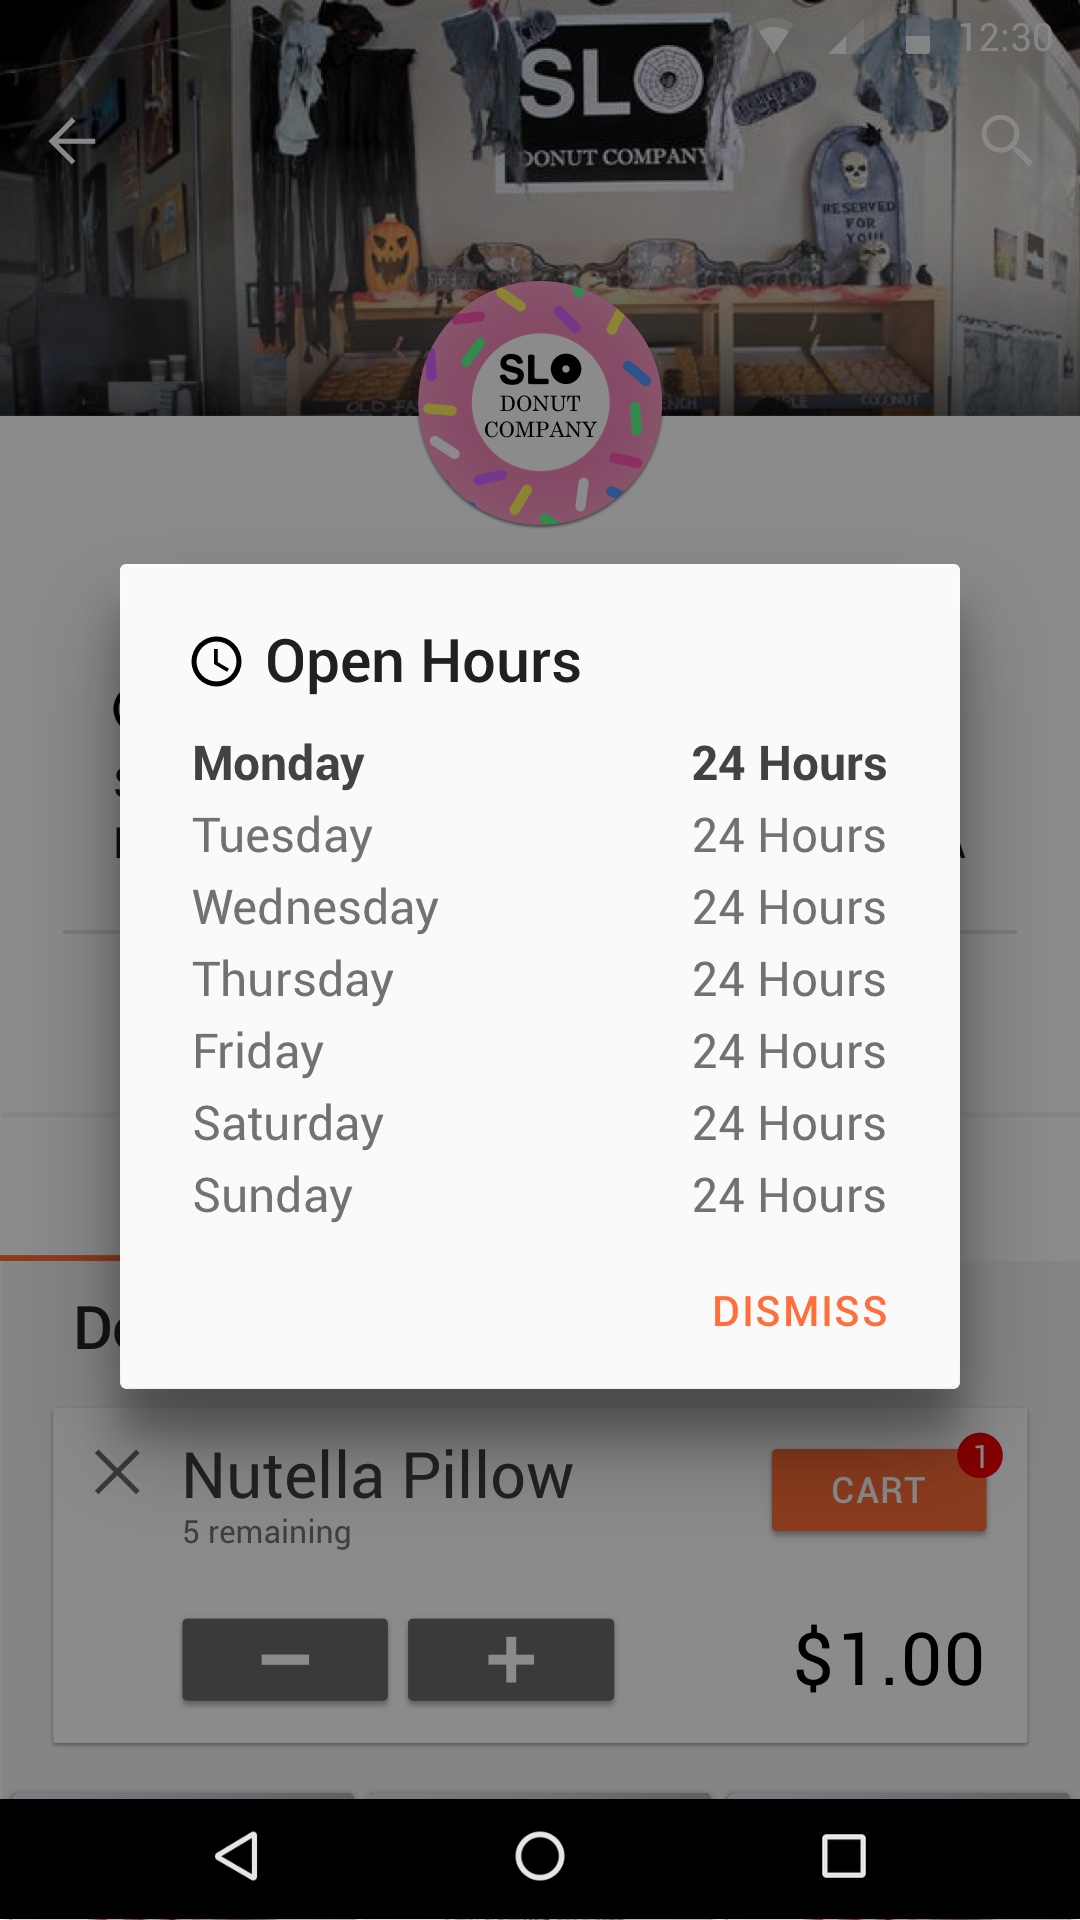 12:30
SLO
DONUT COMPANY
RESERVED
FOR
YOU!!
SLO
DONUT
COMPANY
COCONUT
Open Hours
Monday 24 Hours
Tuesday 24 Hours
Wednesday 24 Hours
Thursday 24 Hours
Friday 24 Hours
Saturday 24 Hours
Sunday 24 Hours
DISMISS
Nutella Pillow
CART
1
5 remaining
$1.00